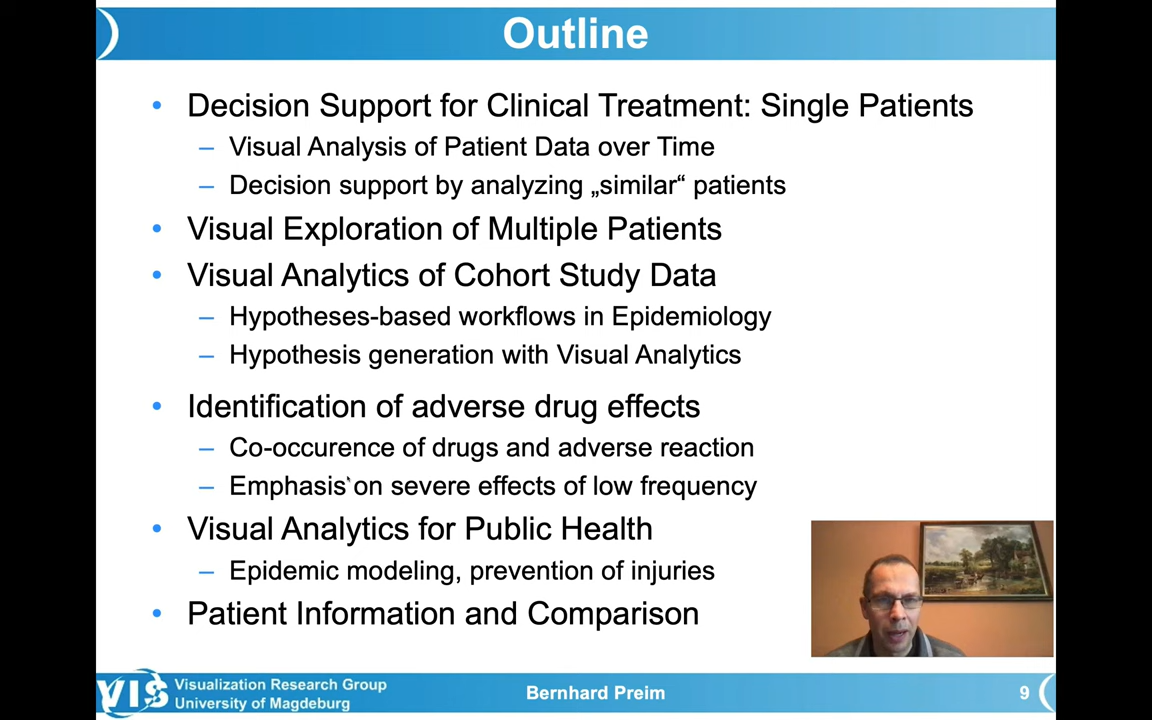 Outline
• Decision Support for Clinical Treatment: Single Patients
– Visual Analysis of Patient Data over Time
– Decision support by analyzing „similar“ patients
• Visual Exploration of Multiple Patients
• Visual Analytics of Cohort Study Data
– Hypotheses-based workflows in Epidemiology
– Hypothesis generation with Visual Analytics
• Identification of adverse drug effects
– Co-occurence of drugs and adverse reaction
– Emphasis on severe effects of low frequency
• Visual Analytics for Public Health
– Epidemic modeling, prevention of injuries
• Patient Information and Comparison
VIS
Visualization Research Group
University of Magdeburg
Bernhard Preim
9